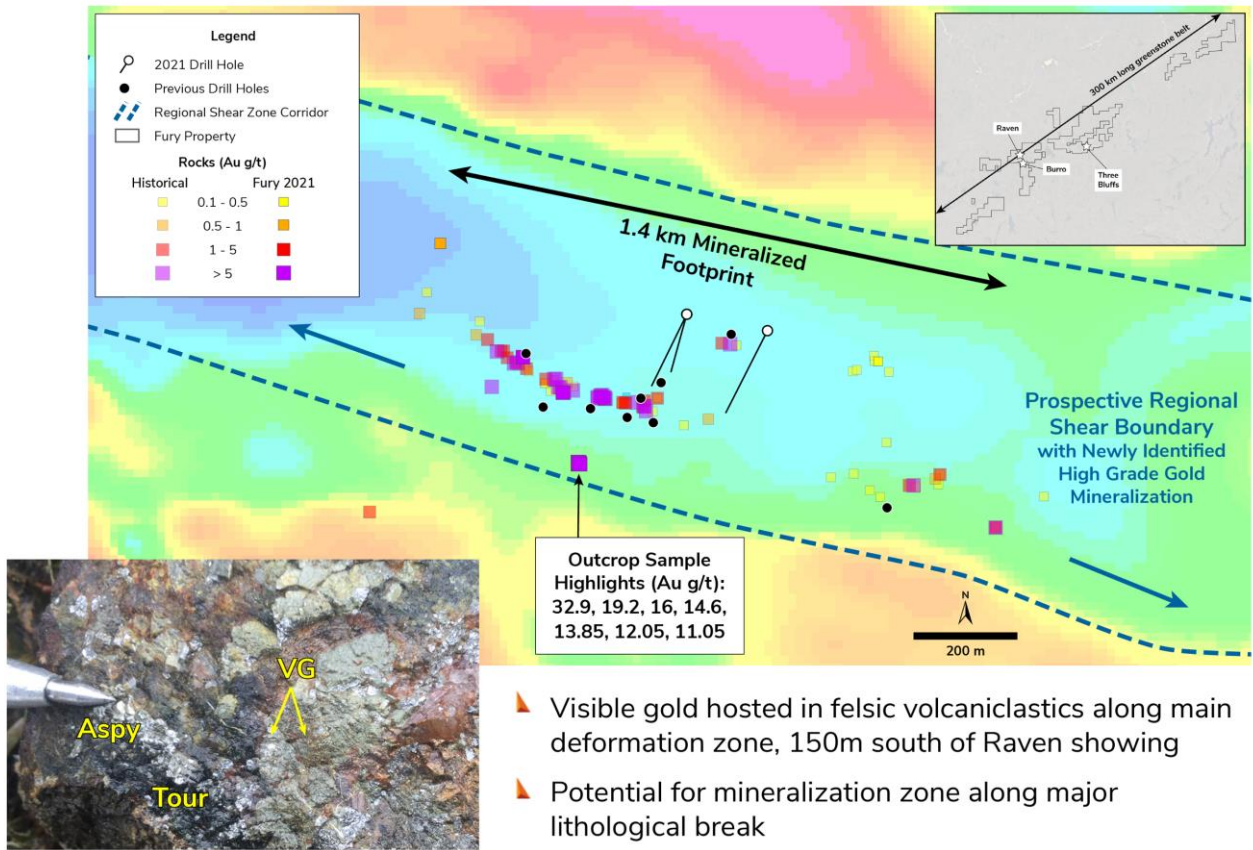 Legend
2021 Drill Hole
Previous Drill Holes
Regional Shear Zone Corridor
Fury Property
Rocks (Au g/t)
Historical Fury 2021
0.1 - 0.5
0.5 - 1
1 - 5
> 5
300 km long greenstone belt
Raven
Burro
Three
Bluffs
1.4 km Mineralized
Footprint
Prospective Regional
Shear Boundary
with Newly Identified
High Grade Gold
Mineralization
Outcrop Sample
Highlights (Au g/t):
32.9, 19.2, 16, 14.6,
13.85, 12.05, 11.05
N
200 m
VG
Aspy
Tour
Visible gold hosted in felsic volcaniclastics along main
deformation zone, 150m south of Raven showing
Potential for mineralization zone along major
lithological break